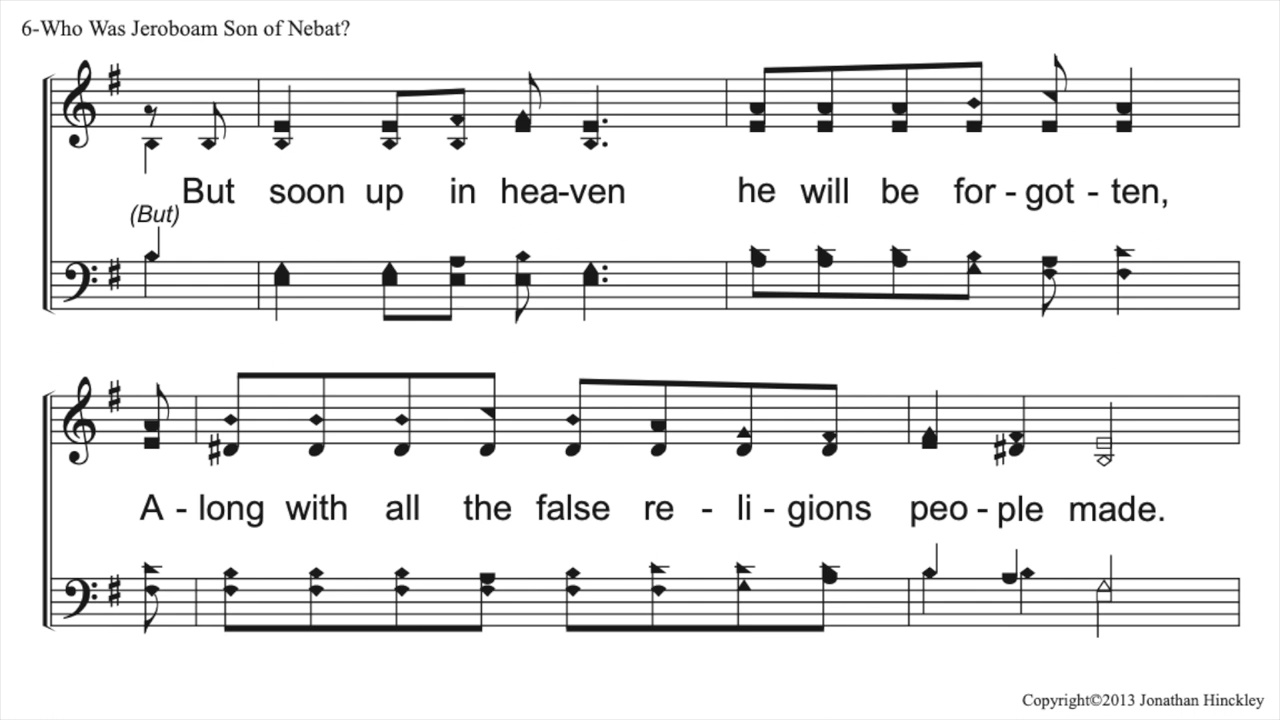 6-Who Was Jeroboam Son of Nebat?
But soon up in hea-ven he will be for - got - ten,
(But)
A - long with all the false re - li - gions peo - ple made.
Copyright©2013 Jonathan Hinckley